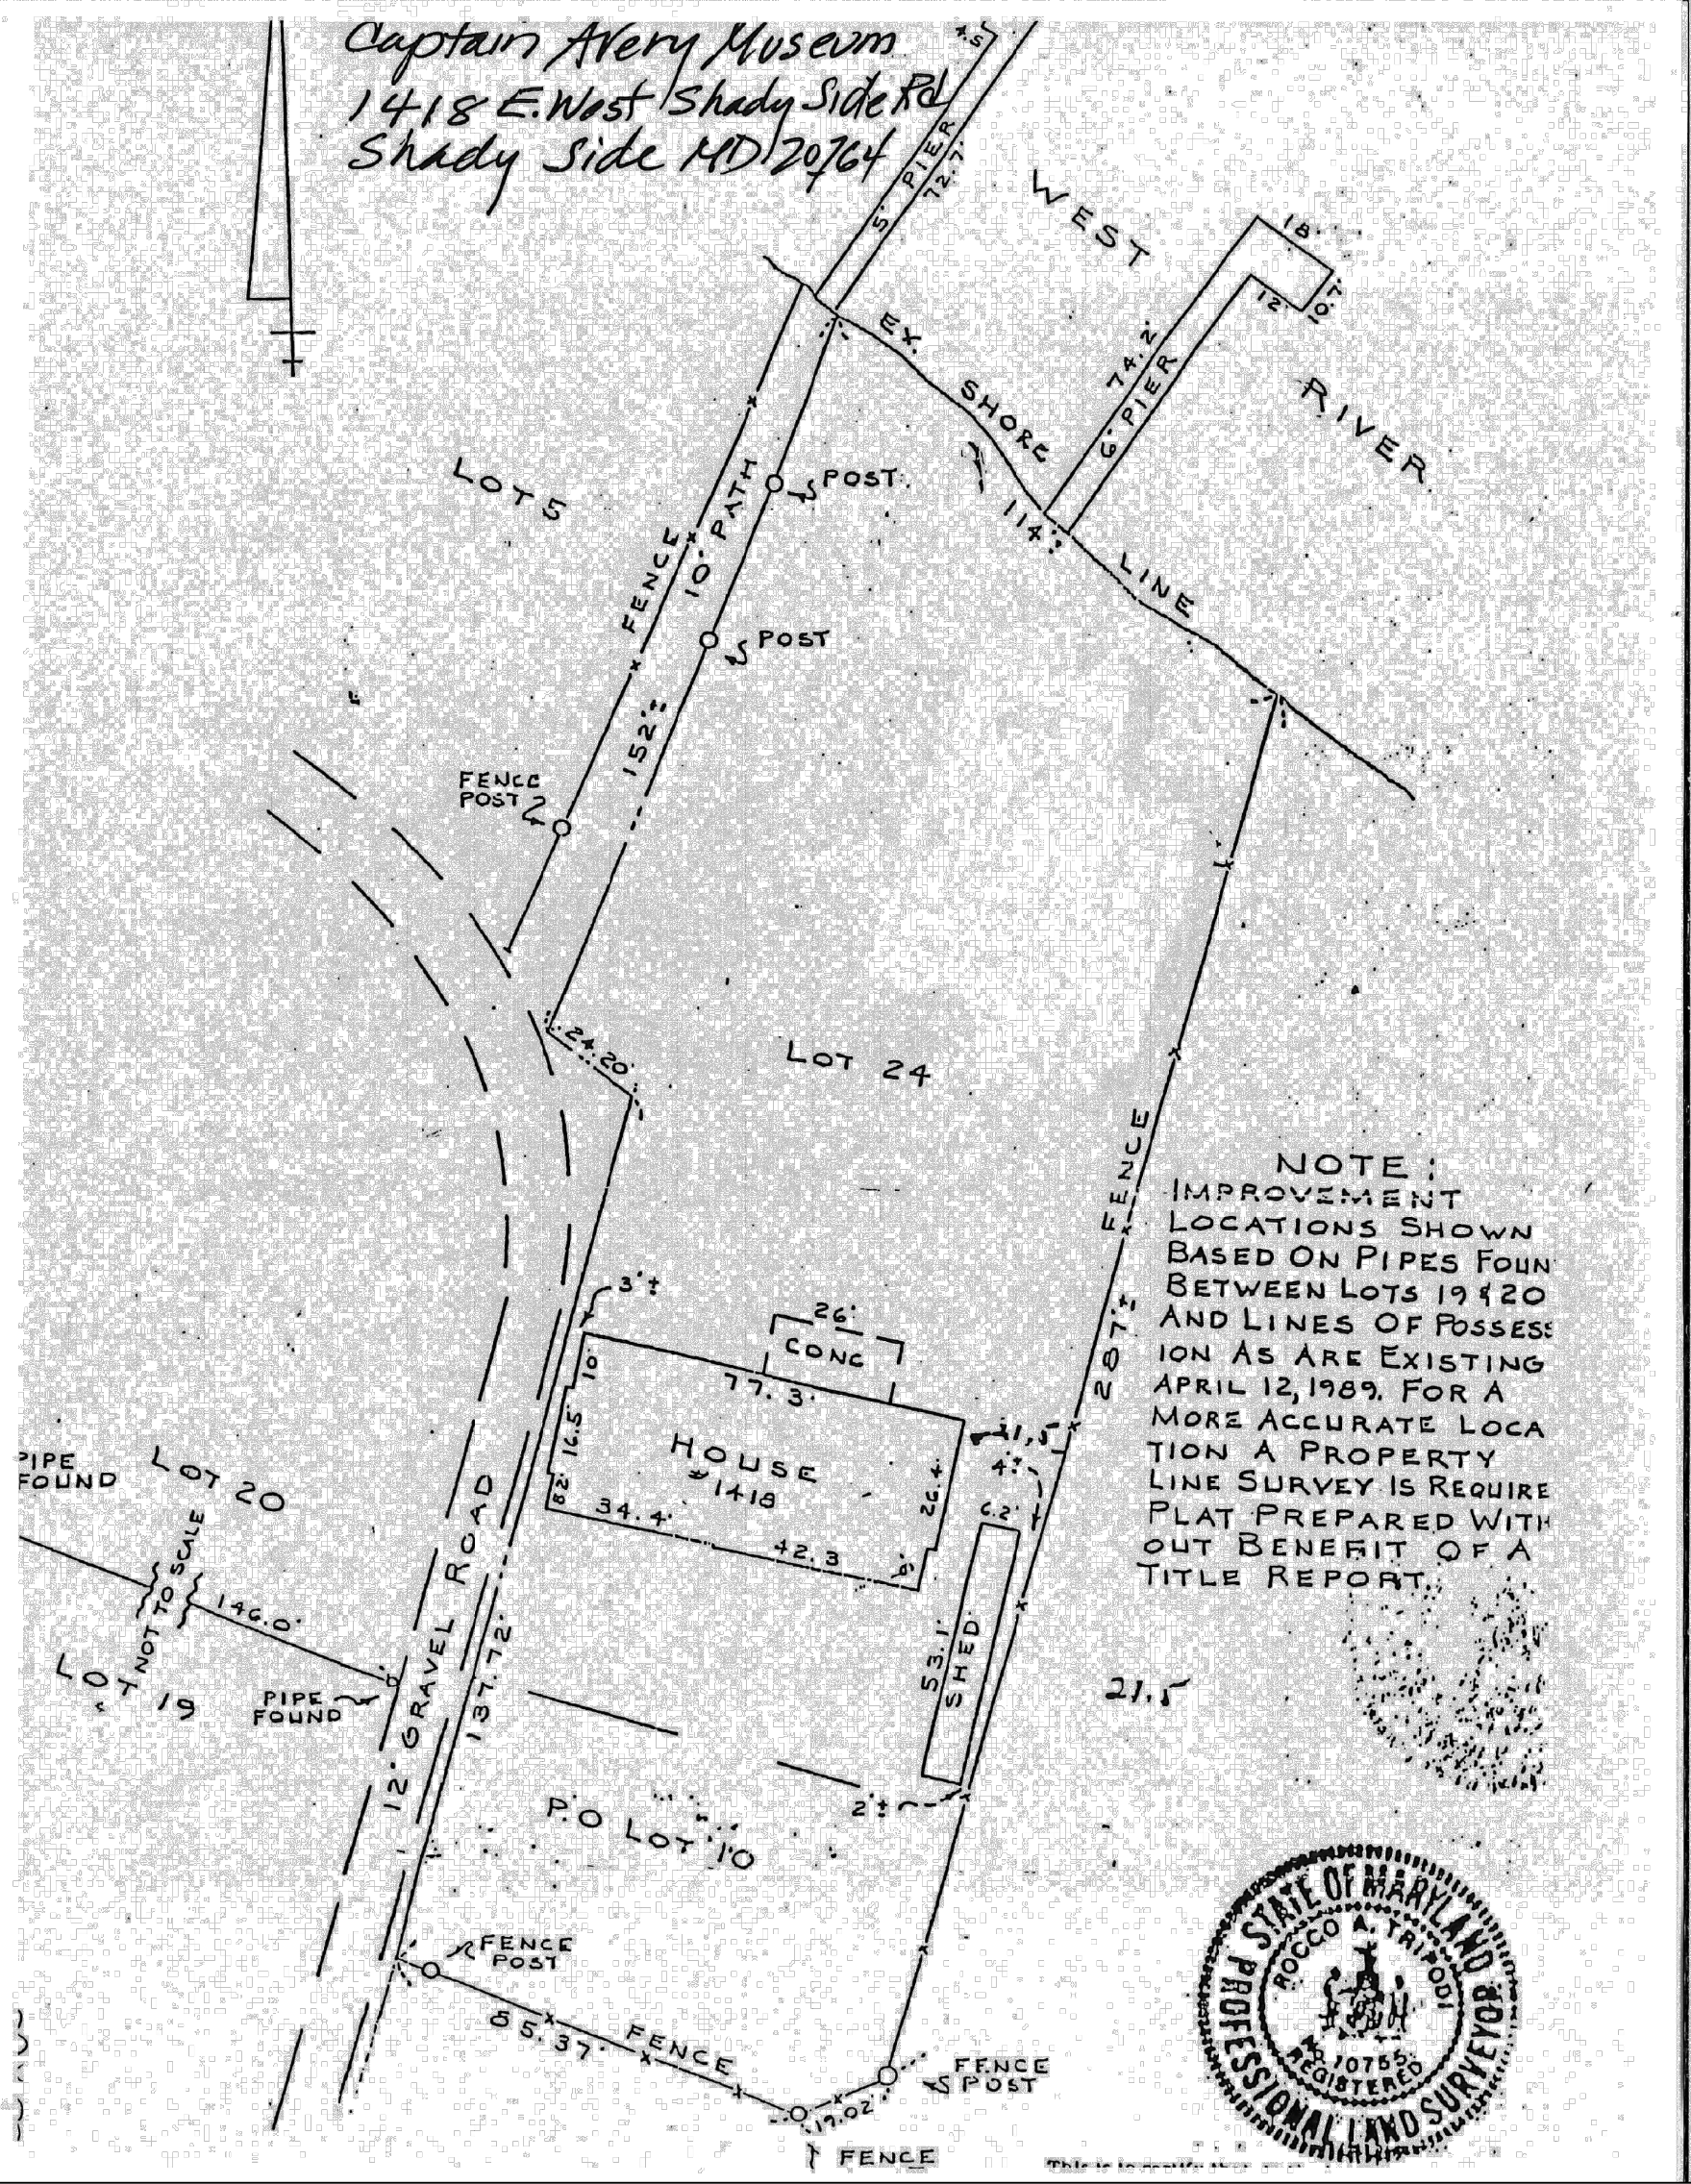 Captain Avery Museum
1418 E.West Shady Side Rd
Shady Side MD 20764
4.5
5' PIER
72.7'
WEST
RIVER
18'
12'
10.7'
74.2'
6' PIER
EX. SHORE LINE
114'±
LOT 5
FENCE
10' PATH
POST
POST
152'±
FENCE
POST
24.20'
LOT 24
FENCE
287'±
NOTE:
IMPROVEMENT
LOCATIONS SHOWN
BASED ON PIPES FOUN
BETWEEN LOTS 19 & 20
AND LINES OF POSSESS
ION AS ARE EXISTING
APRIL 12, 1989. FOR A
MORE ACCURATE LOCA
TION A PROPERTY
LINE SURVEY IS REQUIRE
PLAT PREPARED WITH
OUT BENEFIT OF A
TITLE REPORT.
3'±
26'
CONC
10'
77.3'
16.5'
HOUSE
#1418
26.4'
4'±
6.2'
34.4'
42.3
PIPE
FOUND
LOT 20
NOT TO SCALE
146.0'
LOT 19
PIPE
FOUND
12' GRAVEL ROAD
137.72'
53.1'
SHED
21.5
2'±
P.O LOT 10
FENCE
POST
85.37'
FENCE
17.02'
FENCE
POST
FENCE
STATE OF MARYLAND
PROFESSIONAL LAND SURVEYOR
ROCCO A. TRIPODI
REGISTERED